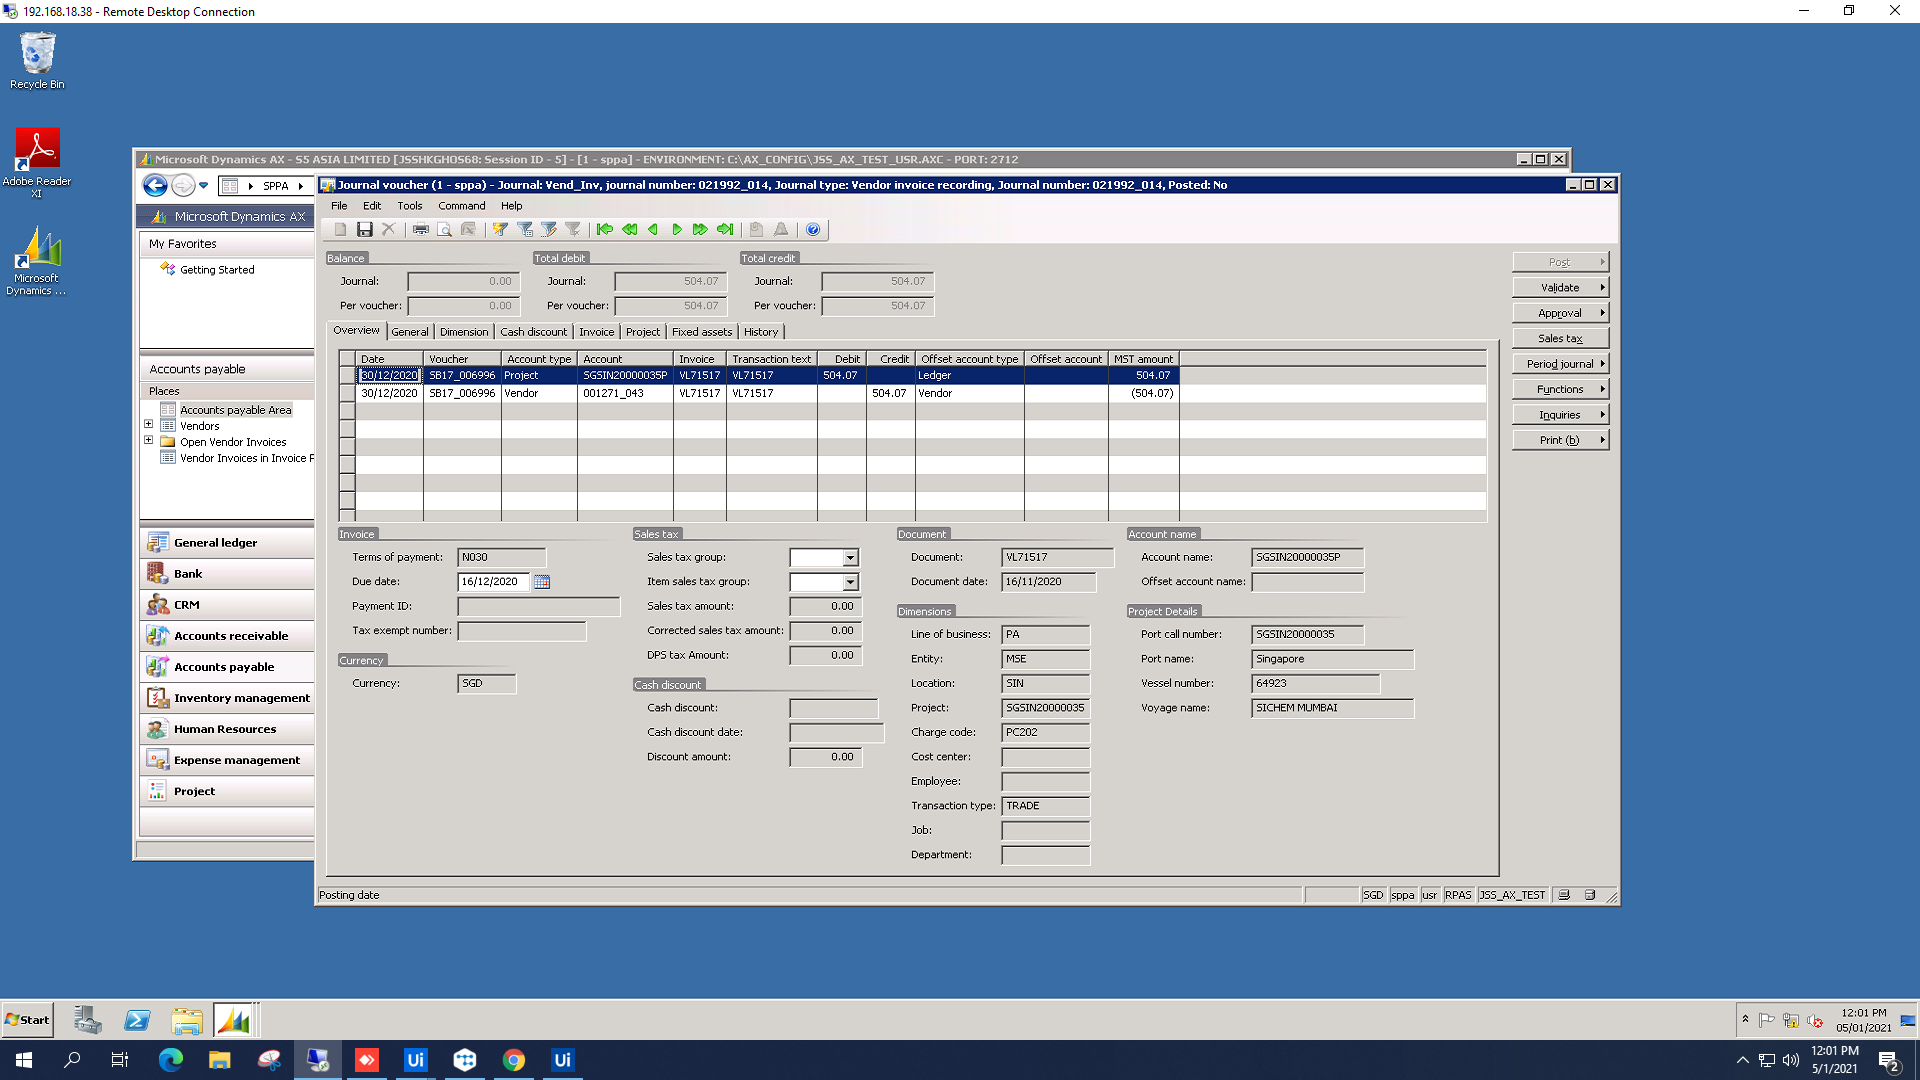 192.168.18.38 - Remote Desktop Connection
Recycle Bin
Adobe Reader
XI
Microsoft
Dynamics ...
Microsoft Dynamics AX - S5 ASIA LIMITED [JSSHKGHOS68: Session ID - 5] - [1 - sppa] - ENVIRONMENT: C:\AX_CONFIG\JSS_AX_TEST_USR.AXC - PORT: 2712
SPPA
Microsoft Dynamics AX
My Favorites
Getting Started
Accounts payable
Places
Accounts payable Area
Vendors
Open Vendor Invoices
Vendor Invoices in Invoice P
General ledger
Bank
CRM
Accounts receivable
Accounts payable
Inventory management
Human Resources
Expense management
Project
Journal voucher (1 - sppa) - Journal: Vend_Inv, journal number: 021992_014, Journal type: Vendor invoice recording, Journal number: 021992_014, Posted: No
File Edit Tools Command Help
Balance Total debit Total credit
Journal: 0.00 Journal: 504.07 Journal: 504.07
Per voucher: 0.00 Per voucher: 504.07 Per voucher: 504.07
Overview General Dimension Cash discount Invoice Project Fixed assets History
Date Voucher Account type Account Invoice Transaction text Debit Credit Offset account type Offset account MST amount
30/12/2020 SB17_006996 Project SGSIN20000035P VL71517 VL71517 504.07 Ledger 504.07
30/12/2020 SB17_006996 Vendor 001271_043 VL71517 VL71517 504.07 Vendor (504.07)
Post
Validate
Approval
Sales tax
Period journal
Functions
Inquiries
Print (b)
Invoice
Terms of payment: N030
Due date: 16/12/2020
Payment ID:
Tax exempt number:
Currency
Currency: SGD
Sales tax
Sales tax group:
Item sales tax group:
Sales tax amount: 0.00
Corrected sales tax amount: 0.00
DPS tax Amount: 0.00
Cash discount
Cash discount:
Cash discount date:
Discount amount: 0.00
Document
Document: VL71517
Document date: 16/11/2020
Dimensions
Line of business: PA
Entity: MSE
Location: SIN
Project: SGSIN20000035
Charge code: PC202
Cost center:
Employee:
Transaction type: TRADE
Job:
Department:
Account name
Account name: SGSIN20000035P
Offset account name:
Project Details
Port call number: SGSIN20000035
Port name: Singapore
Vessel number: 64923
Voyage name: SICHEM MUMBAI
Posting date SGD sppa usr RPAS JSS_AX_TEST
Start
12:01 PM
05/01/2021
Ui
Ui
12:01 PM
5/1/2021
2